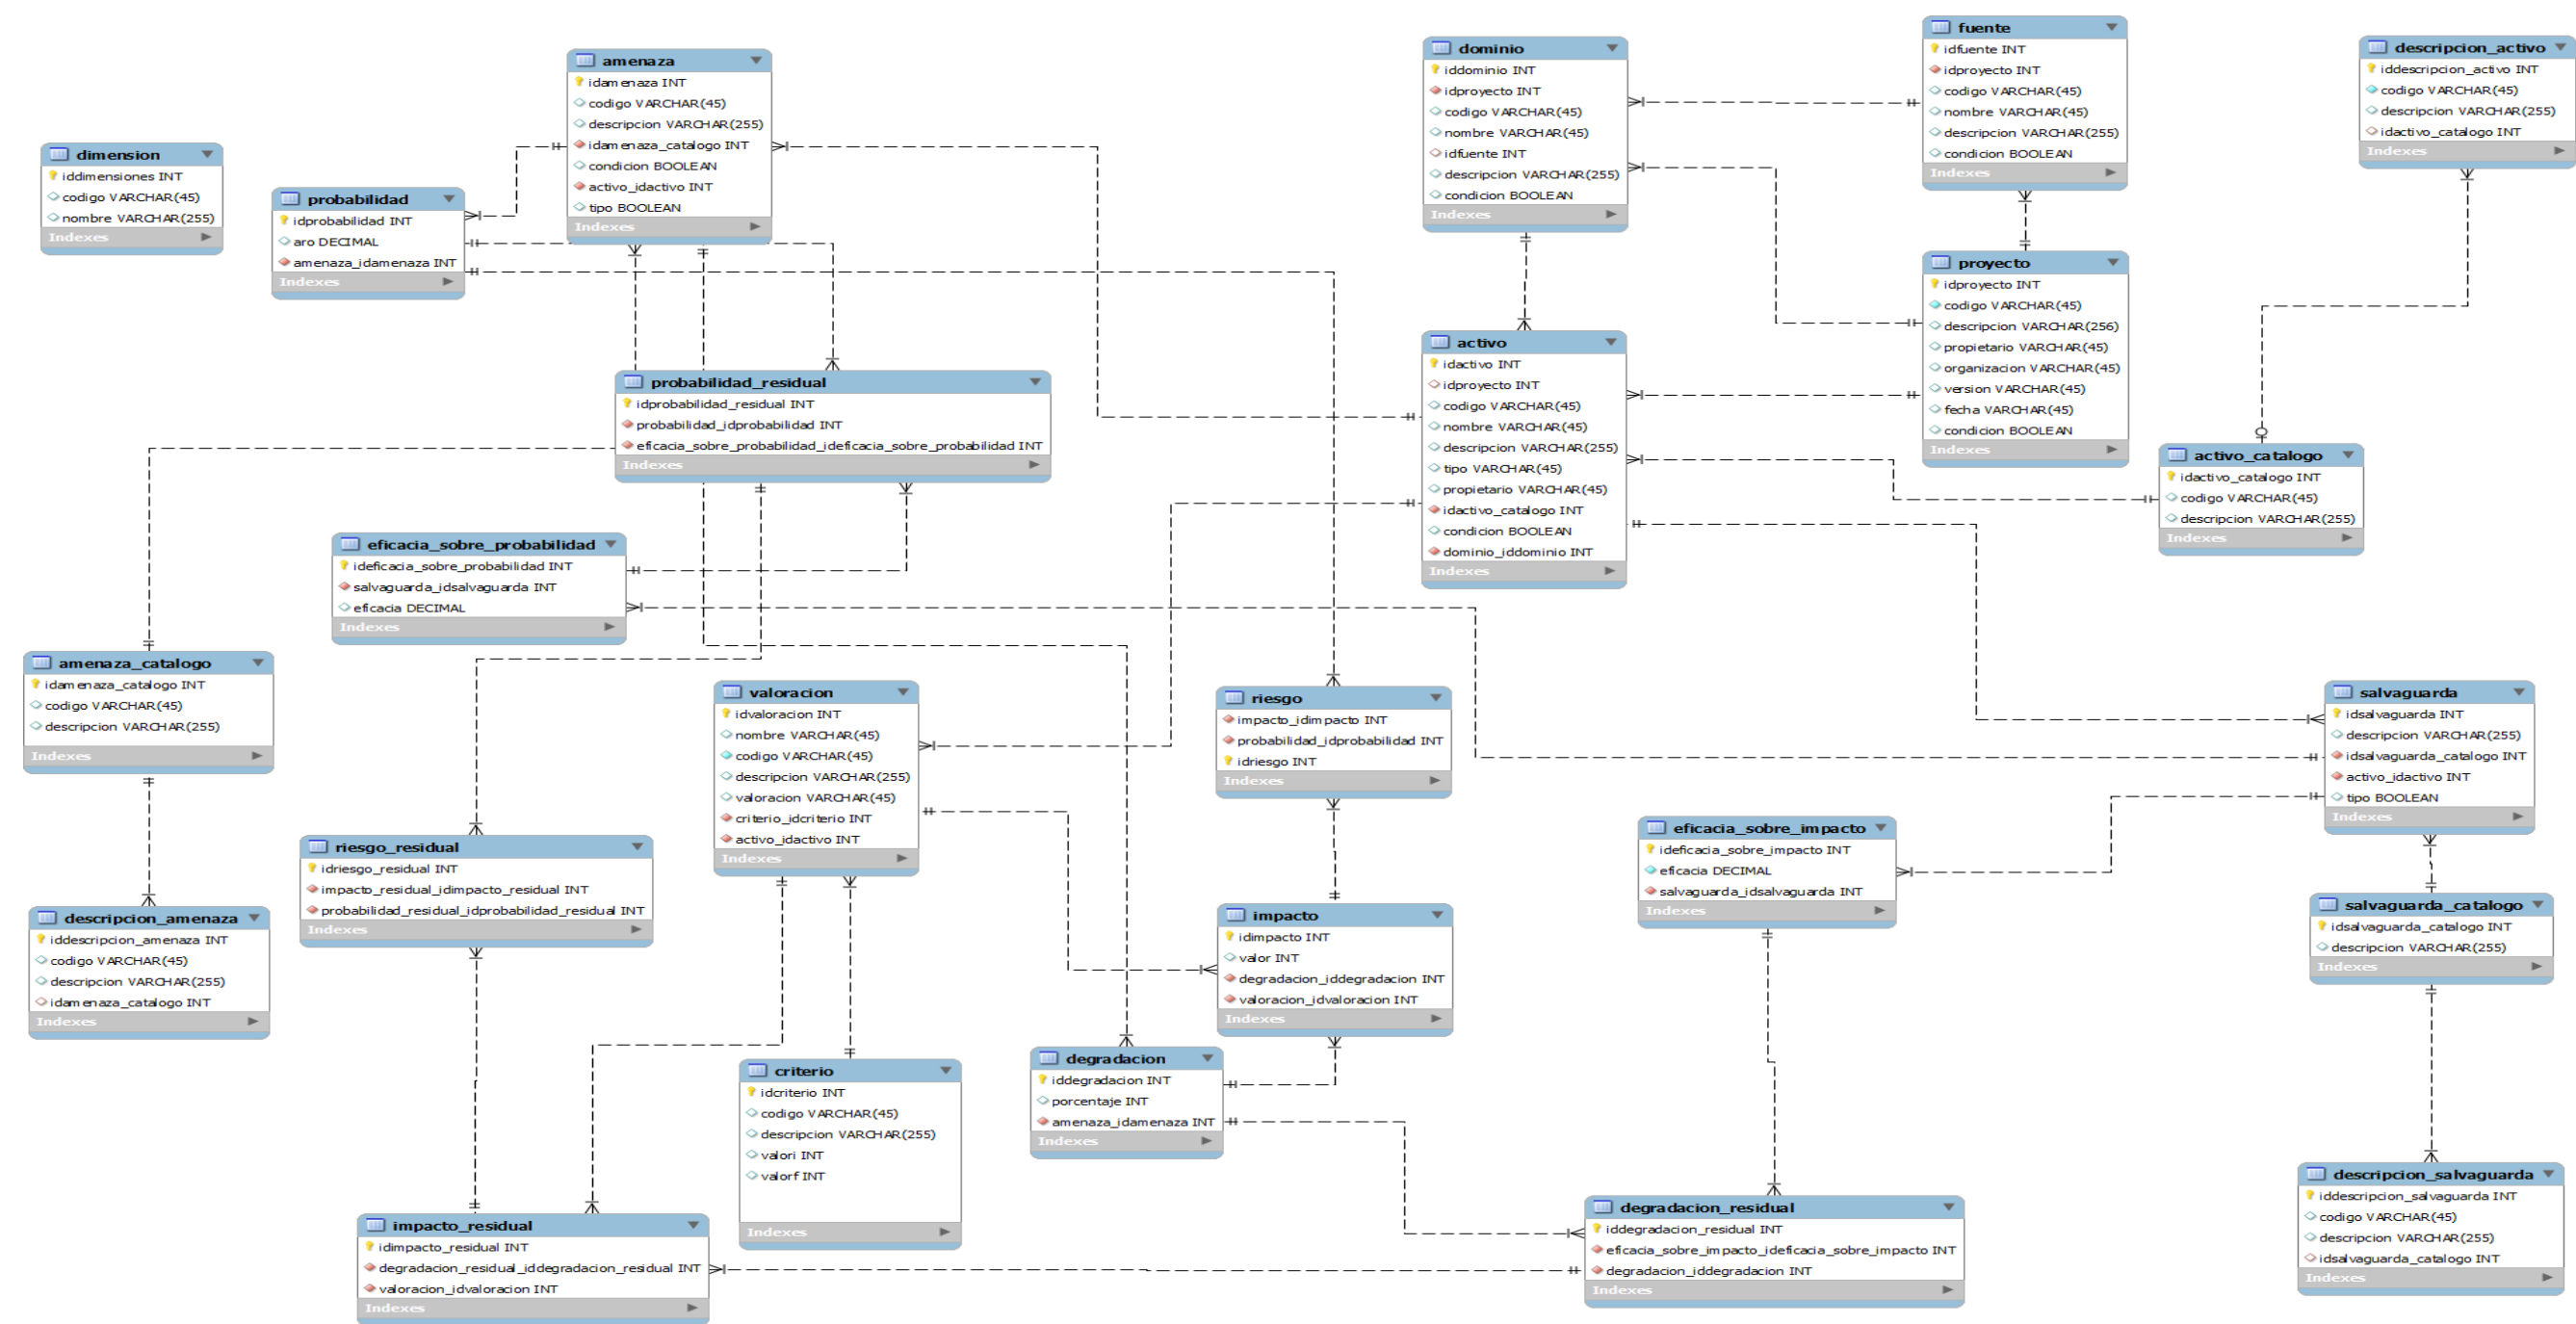 amenaza
idamenaza INT
codigo VARCHAR(45)
descripcion VARCHAR(255)
idamenaza_catalogo INT
condicion BOOLEAN
activo_idactivo INT
tipo BOOLEAN
Indexes
dimension
iddimensiones INT
codigo VARCHAR(45)
nombre VARCHAR(255)
Indexes
probabilidad
idprobabilidad INT
aro DECIMAL
amenaza_idamenaza INT
Indexes
dominio
iddominio INT
idproyecto INT
codigo VARCHAR(45)
nombre VARCHAR(45)
idfuente INT
descripcion VARCHAR(255)
condicion BOOLEAN
Indexes
fuente
idfuente INT
idproyecto INT
codigo VARCHAR(45)
nombre VARCHAR(45)
descripcion VARCHAR(255)
condicion BOOLEAN
Indexes
descripcion_activo
iddescripcion_activo INT
codigo VARCHAR(45)
descripcion VARCHAR(255)
idactivo_catalogo INT
Indexes
proyecto
idproyecto INT
codigo VARCHAR(45)
descripcion VARCHAR(256)
propietario VARCHAR(45)
organizacion VARCHAR(45)
version VARCHAR(45)
fecha VARCHAR(45)
condicion BOOLEAN
Indexes
activo
idactivo INT
idproyecto INT
codigo VARCHAR(45)
nombre VARCHAR(45)
descripcion VARCHAR(255)
tipo VARCHAR(45)
propietario VARCHAR(45)
idactivo_catalogo INT
condicion BOOLEAN
dominio_iddominio INT
Indexes
activo_catalogo
idactivo_catalogo INT
codigo VARCHAR(45)
descripcion VARCHAR(255)
Indexes
probabilidad_residual
idprobabilidad_residual INT
probabilidad_idprobabilidad INT
eficacia_sobre_probabilidad_ideficacia_sobre_probabilidad INT
Indexes
eficacia_sobre_probabilidad
ideficacia_sobre_probabilidad INT
salvaguarda_idsalvaguarda INT
eficacia DECIMAL
Indexes
amenaza_catalogo
idamenaza_catalogo INT
codigo VARCHAR(45)
descripcion VARCHAR(255)
Indexes
valoracion
idvaloracion INT
nombre VARCHAR(45)
codigo VARCHAR(45)
descripcion VARCHAR(255)
valoracion VARCHAR(45)
criterio_idcriterio INT
activo_idactivo INT
Indexes
riesgo
impacto_idimpacto INT
probabilidad_idprobabilidad INT
idriesgo INT
Indexes
salvaguarda
idsalvaguarda INT
descripcion VARCHAR(255)
idsalvaguarda_catalogo INT
activo_idactivo INT
tipo BOOLEAN
Indexes
riesgo_residual
idriesgo_residual INT
impacto_residual_idimpacto_residual INT
probabilidad_residual_idprobabilidad_residual INT
Indexes
eficacia_sobre_impacto
ideficacia_sobre_impacto INT
eficacia DECIMAL
salvaguarda_idsalvaguarda INT
Indexes
descripcion_amenaza
iddescripcion_amenaza INT
codigo VARCHAR(45)
descripcion VARCHAR(255)
idamenaza_catalogo INT
Indexes
impacto
idimpacto INT
valor INT
degradacion_iddegradacion INT
valoracion_idvaloracion INT
Indexes
salvaguarda_catalogo
idsalvaguarda_catalogo INT
descripcion VARCHAR(255)
Indexes
criterio
idcriterio INT
codigo VARCHAR(45)
descripcion VARCHAR(255)
valori INT
valorf INT
Indexes
degradacion
iddegradacion INT
porcentaje INT
amenaza_idamenaza INT
Indexes
impacto_residual
idimpacto_residual INT
degradacion_residual_iddegradacion_residual INT
valoracion_idvaloracion INT
Indexes
degradacion_residual
iddegradacion_residual INT
eficacia_sobre_impacto_ideficacia_sobre_impacto INT
degradacion_iddegradacion INT
Indexes
descripcion_salvaguarda
iddescripcion_salvaguarda INT
codigo VARCHAR(45)
descripcion VARCHAR(255)
idsalvaguarda_catalogo INT
Indexes